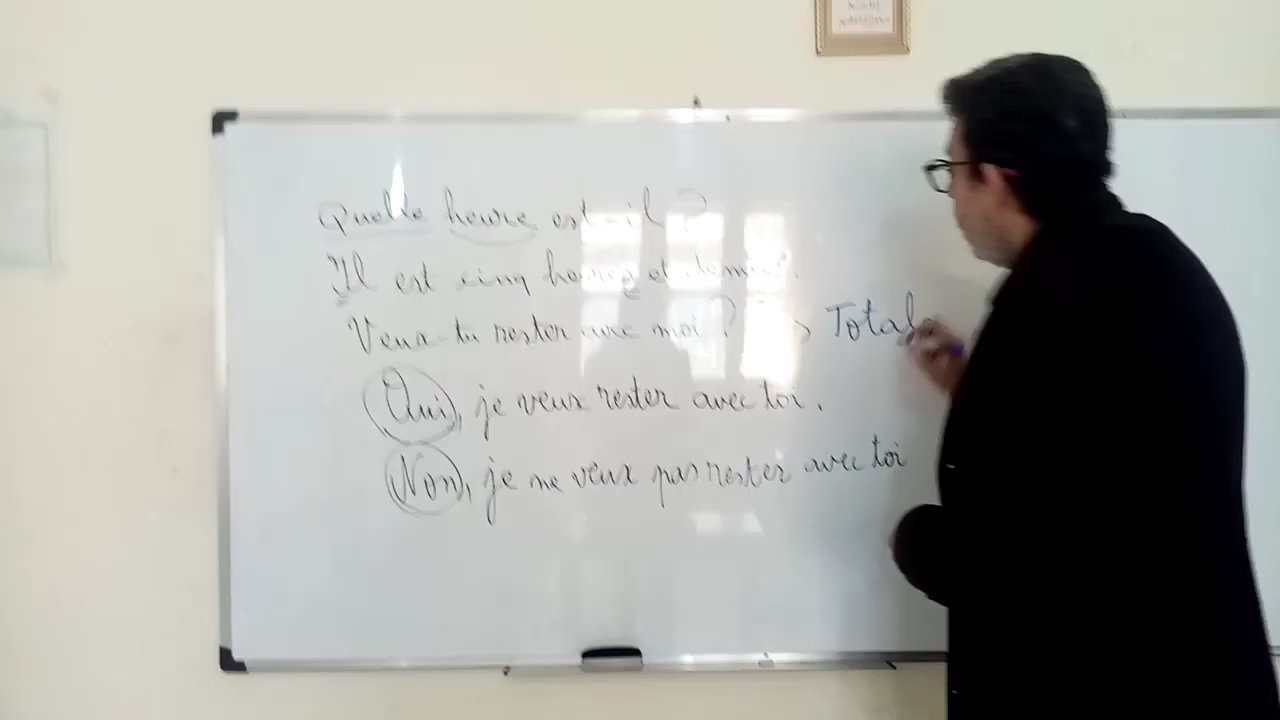 Quelle heure est-il ?
Il est cinq heures et demie.
Veux-tu rester avec moi ? → Totale
Oui, je veux rester avec toi.
Non, je ne veux pas rester avec toi